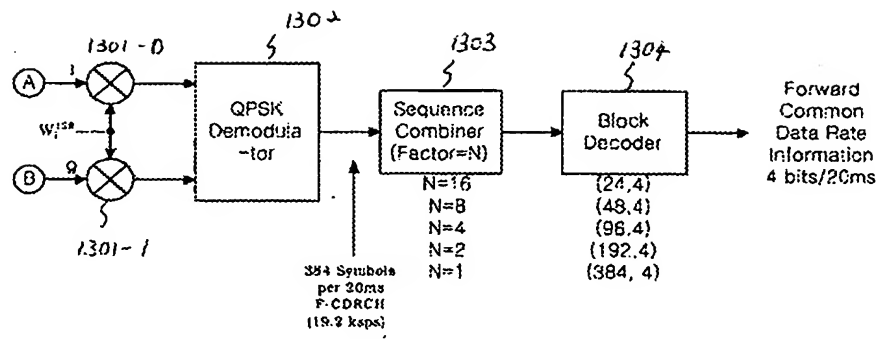 1302
1301-0
1303
1304
A
I
QPSK
Demodula
-tor
Sequence
Combiner
(Factor=N)
Block
Decoder
Forward
Common
Data Rate
Information
4 bits/20ms
B
Q
1301-1
N=16
N=8
N=4
N=2
N=1
(24,4)
(48,4)
(96,4)
(192,4)
(384, 4)
384 Symbols
per 20ms
F-CDRCH
(19.2 ksps)